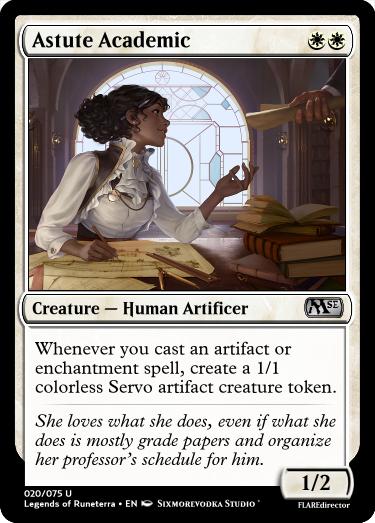 Astute Academic
Creature — Human Artificer
MSE
Whenever you cast an artifact or
enchantment spell, create a 1/1
colorless Servo artifact creature token.
She loves what she does, even if what she
does is mostly grade papers and organize
her professor's schedule for him.
1/2
020/075 U
Legends of Runeterra • EN Sixmorevodka Studio '
FLAREdirector